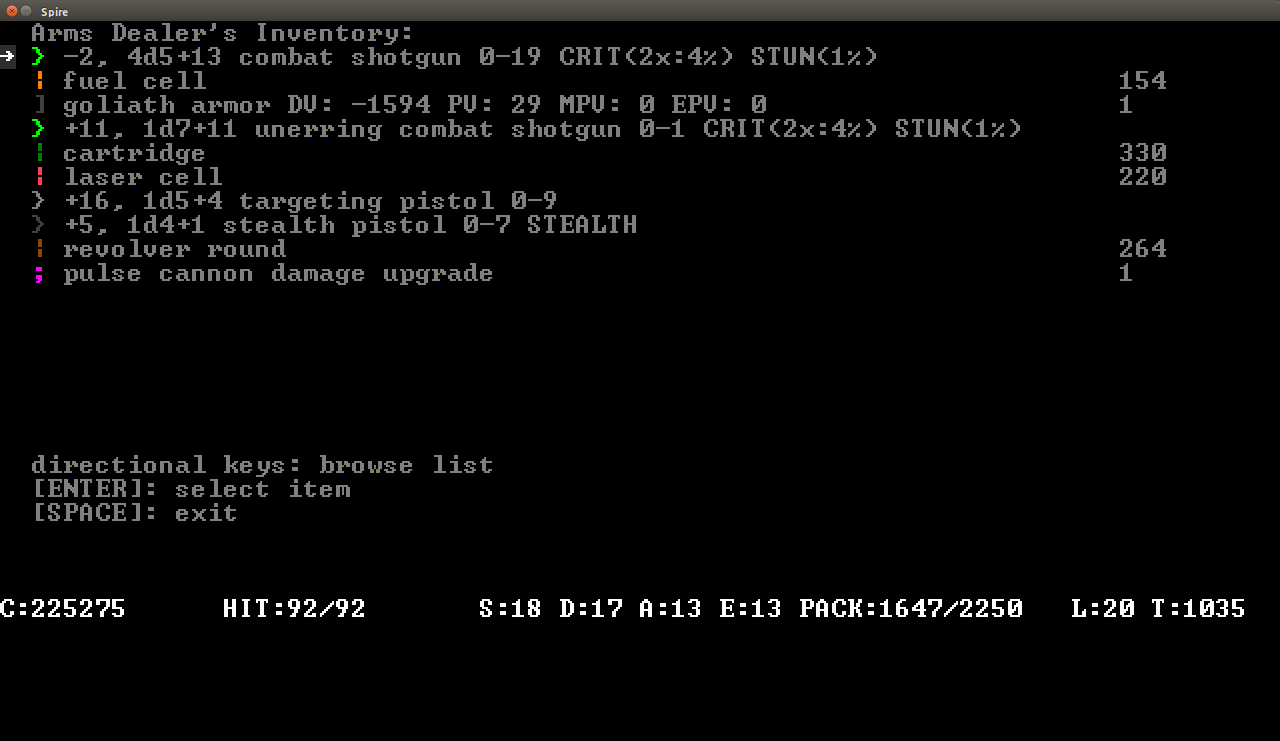 Spire
Arms Dealer's Inventory:
→ } -2, 4d5+13 combat shotgun 0-19 CRIT(2x:4%) STUN(1%)
¦ fuel cell 154
] goliath armor DV: -1594 PV: 29 MPV: 0 EPV: 0 1
} +11, 1d7+11 unerring combat shotgun 0-1 CRIT(2x:4%) STUN(1%)
¦ cartridge 330
¦ laser cell 220
} +16, 1d5+4 targeting pistol 0-9
} +5, 1d4+1 stealth pistol 0-7 STEALTH
¦ revolver round 264
; pulse cannon damage upgrade 1
directional keys: browse list
[ENTER]: select item
[SPACE]: exit
C:225275 HIT:92/92 S:18 D:17 A:13 E:13 PACK:1647/2250 L:20 T:1035